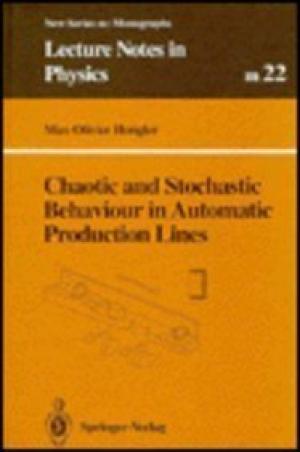 New Series m: Monographs
Lecture Notes in
Physics
m 22
Max-Olivier Hongler
Chaotic and Stochastic
Behaviour in Automatic
Production Lines
Springer-Verlag